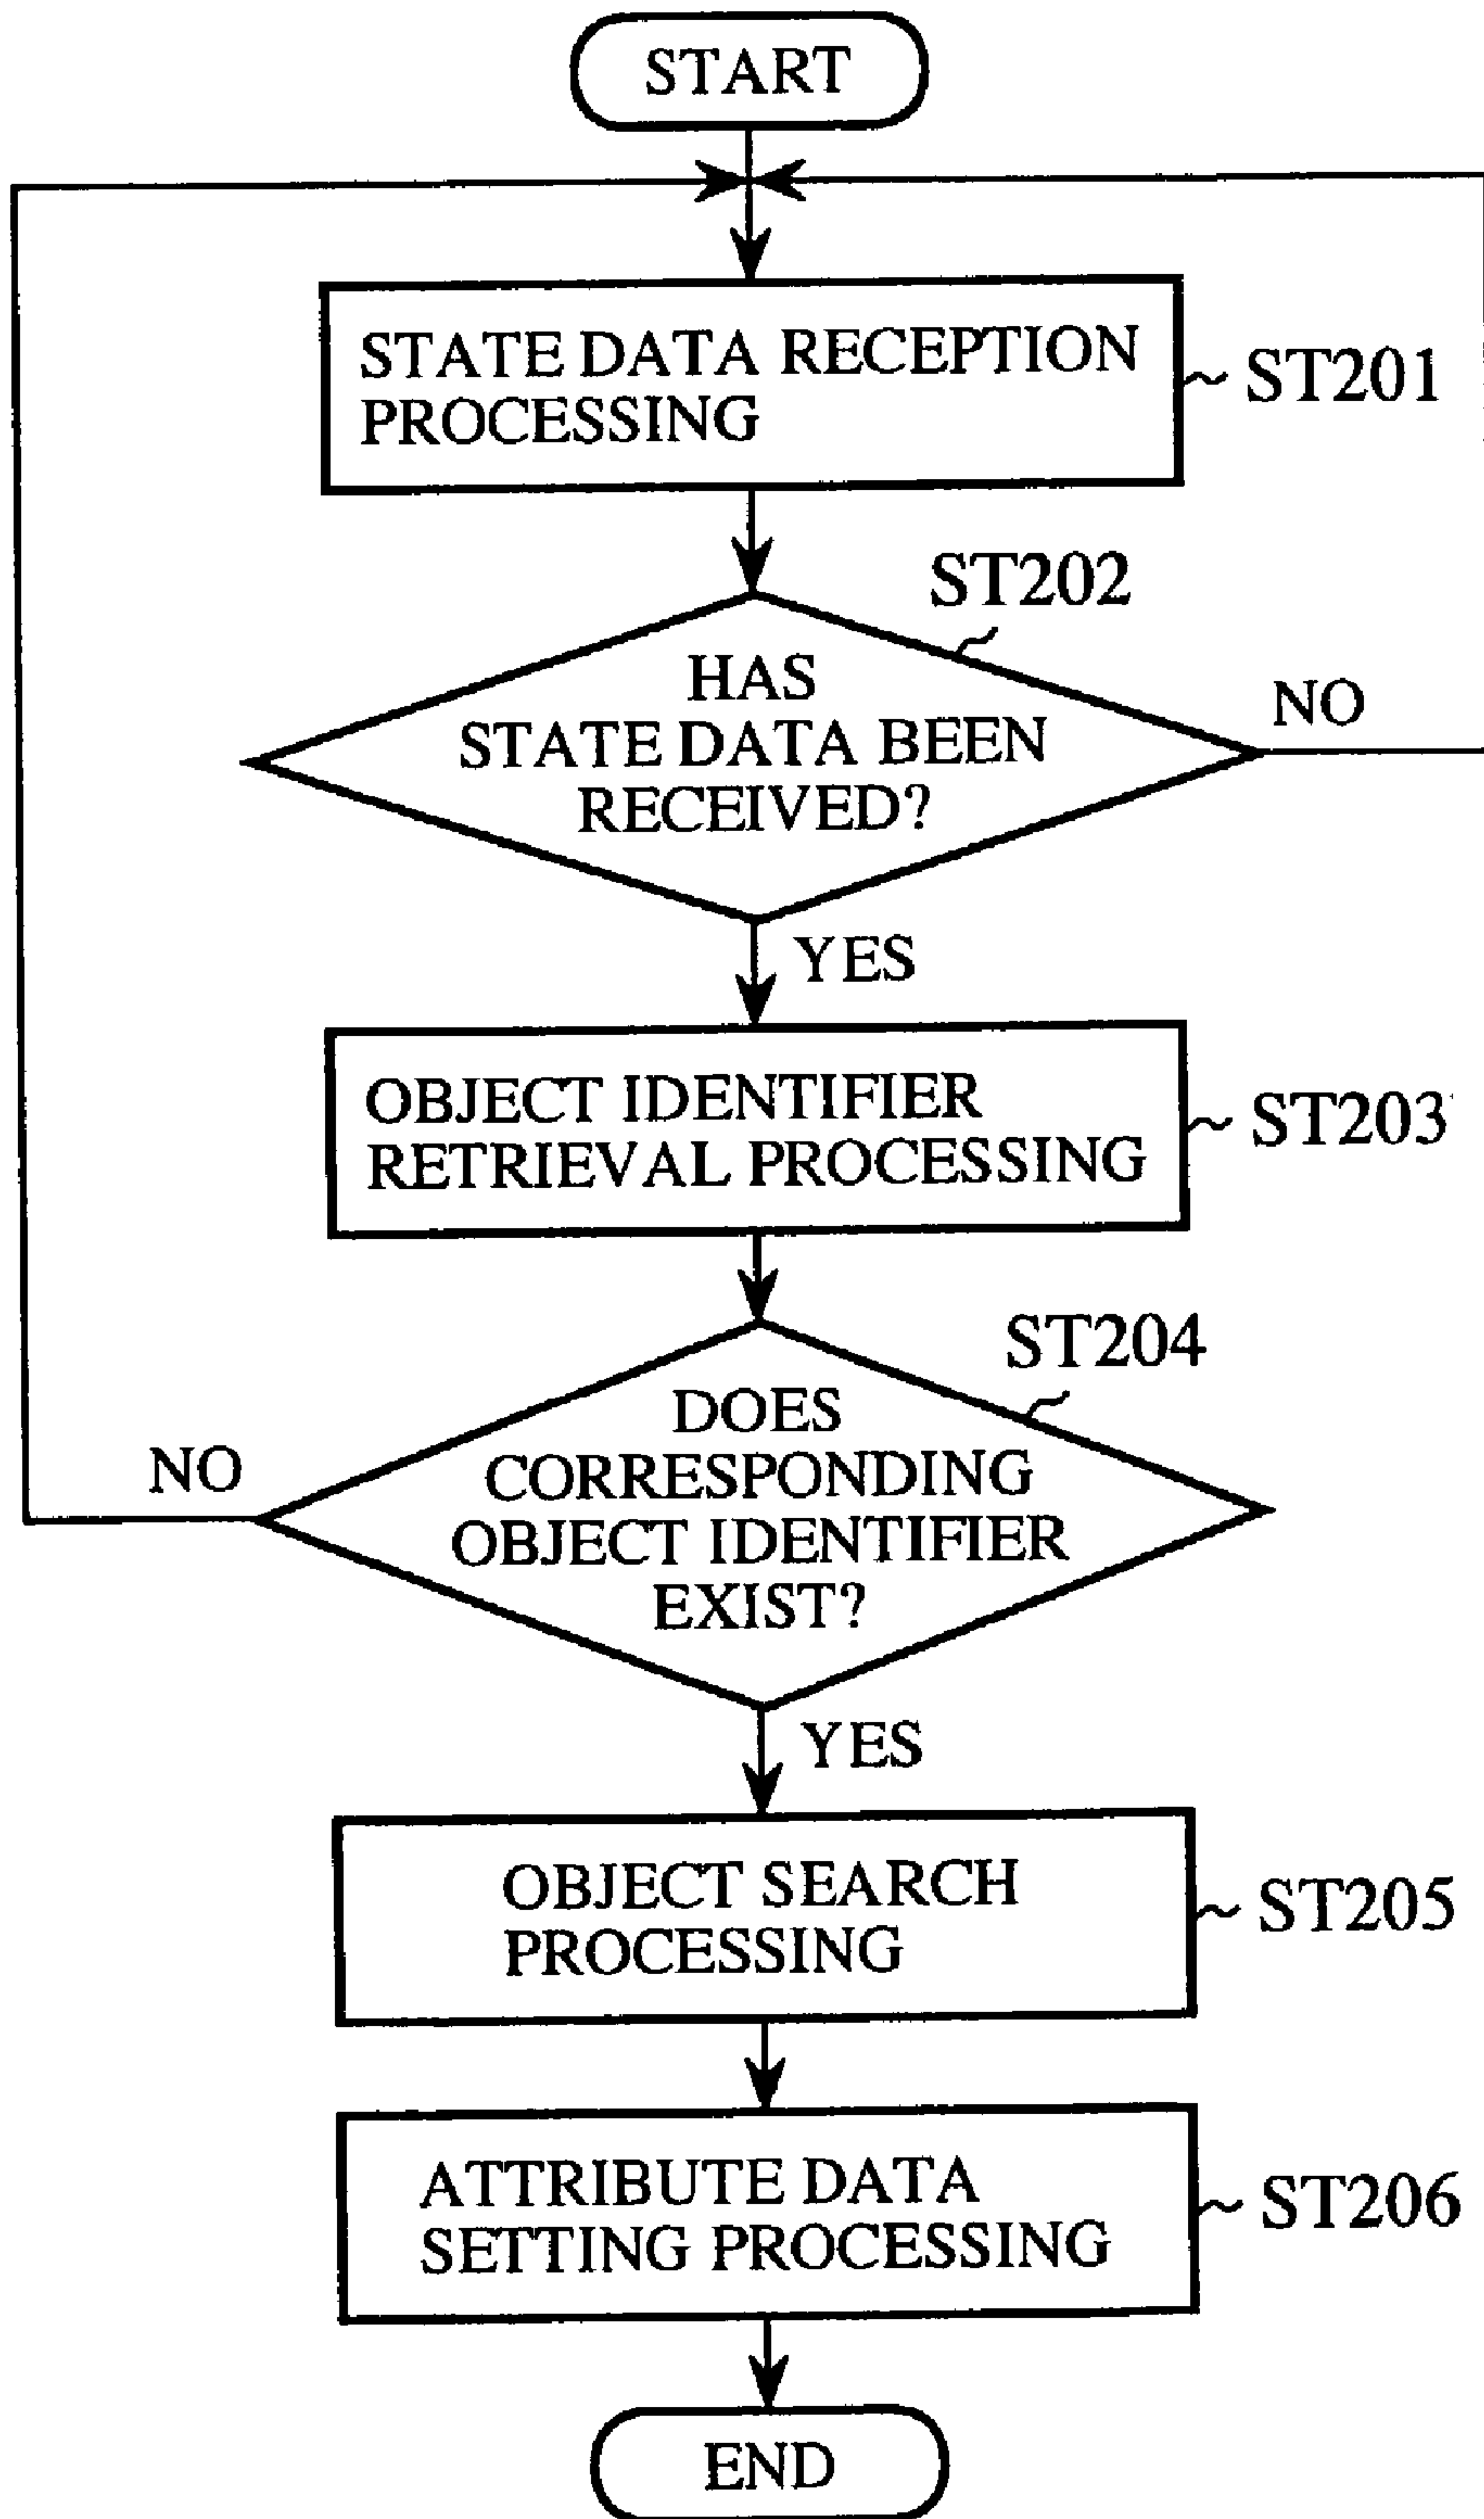 START
STATE DATA RECEPTION
PROCESSING
ST201
ST202
HAS
STATE DATA BEEN
RECEIVED?
NO
YES
OBJECT IDENTIFIER
RETRIEVAL PROCESSING
ST203
ST204
DOES
CORRESPONDING
OBJECT IDENTIFIER
EXIST?
NO
YES
OBJECT SEARCH
PROCESSING
ST205
ATTRIBUTE DATA
SETTING PROCESSING
ST206
END